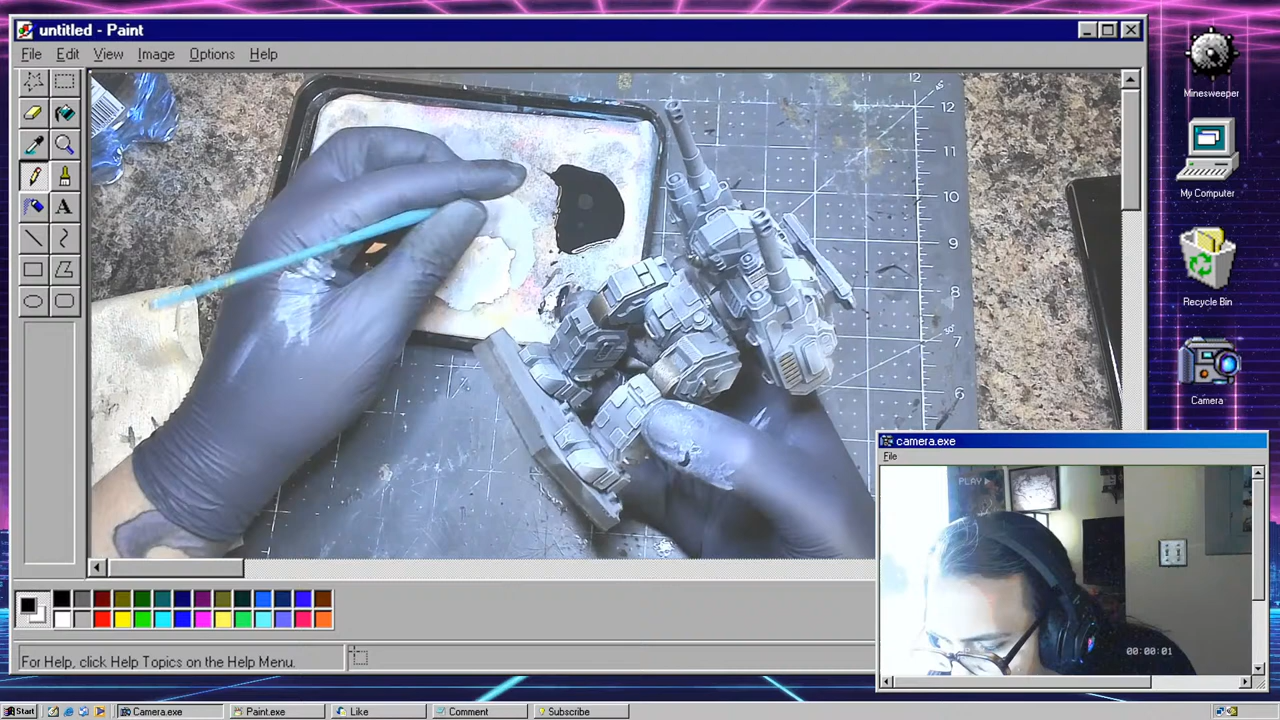 untitled - Paint
File Edit View Image Options Help
Minesweeper
My Computer
Recycle Bin
Camera
12
12
11
10
9
8
7
6
camera.exe
File
PLAY
00:00:01
For Help, click Help Topics on the Help Menu.
Start Camera.exe Paint.exe Like Comment Subscribe